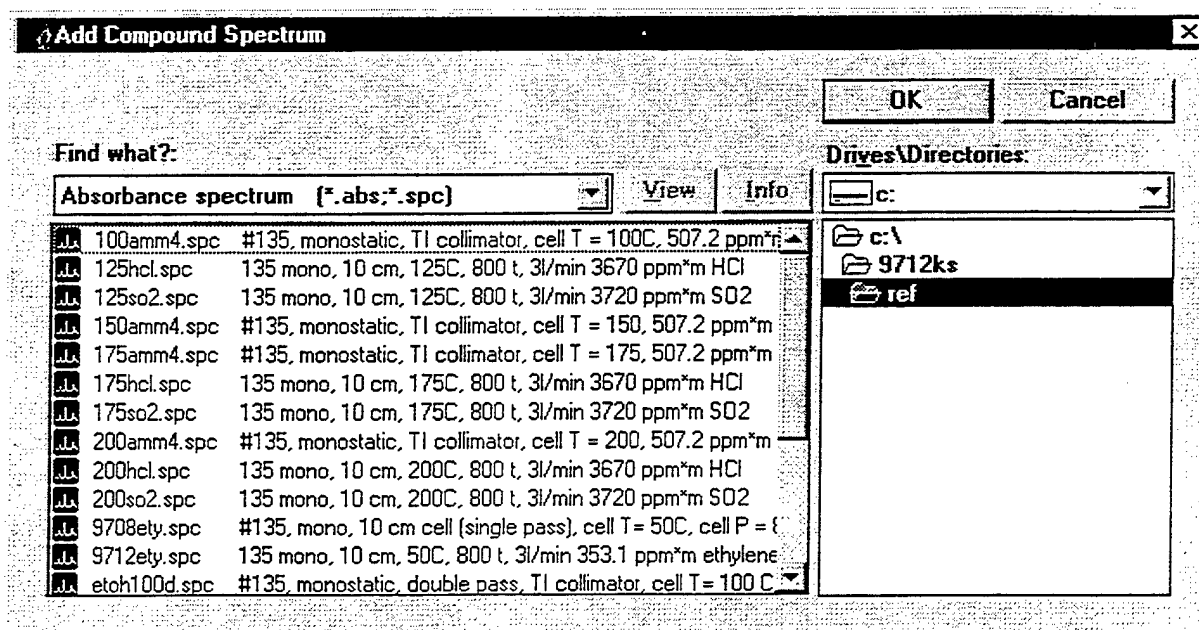 Add Compound Spectrum
OK Cancel
Find what?: Drives\Directories:
Absorbance spectrum (*.abs;*.spc) View Info c:
100amm4.spc #135, monostatic, TI collimator, cell T = 100C, 507.2 ppm*m
125hcl.spc 135 mono, 10 cm, 125C, 800 t, 3l/min 3670 ppm*m HCl
125so2.spc 135 mono, 10 cm, 125C, 800 t, 3l/min 3720 ppm*m SO2
150amm4.spc #135, monostatic, TI collimator, cell T = 150, 507.2 ppm*m
175amm4.spc #135, monostatic, TI collimator, cell T = 175, 507.2 ppm*m
175hcl.spc 135 mono, 10 cm, 175C, 800 t, 3l/min 3670 ppm*m HCl
175so2.spc 135 mono, 10 cm, 175C, 800 t, 3l/min 3720 ppm*m SO2
200amm4.spc #135, monostatic, TI collimator, cell T = 200, 507.2 ppm*m
200hcl.spc 135 mono, 10 cm, 200C, 800 t, 3l/min 3670 ppm*m HCl
200so2.spc 135 mono, 10 cm, 200C, 800 t, 3l/min 3720 ppm*m SO2
9708ety.spc #135, mono, 10 cm cell (single pass), cell T= 50C, cell P =
9712ety.spc 135 mono, 10 cm, 50C, 800 t, 3l/min 353.1 ppm*m ethylene
etoh100d.spc #135, monostatic, double pass, TI collimator, cell T= 100 C
c:\
9712ks
ref